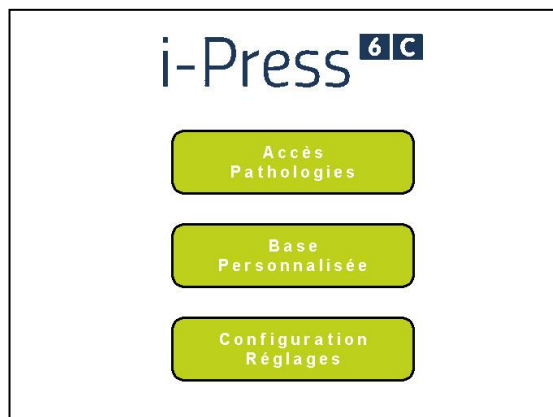 i-Press 6 C
Accès
Pathologies
Base
Personnalisée
Configuration
Réglages